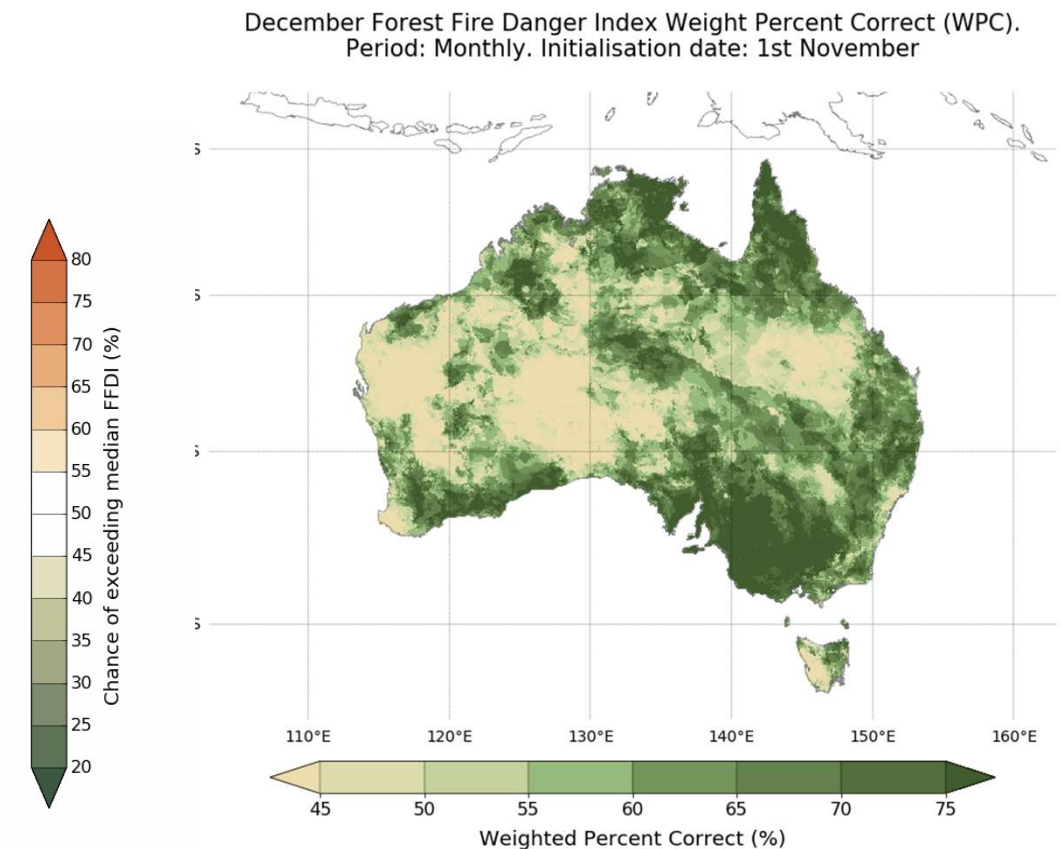 December Forest Fire Danger Index Weight Percent Correct (WPC).
Period: Monthly. Initialisation date: 1st November
80
75
70
65
60
55
50
45
40
35
30
25
20
Chance of exceeding median FFDI (%)
S
S
S
S
110°E 120°E 130°E 140°E 150°E 160°E
45 50 55 60 65 70 75
Weighted Percent Correct (%)